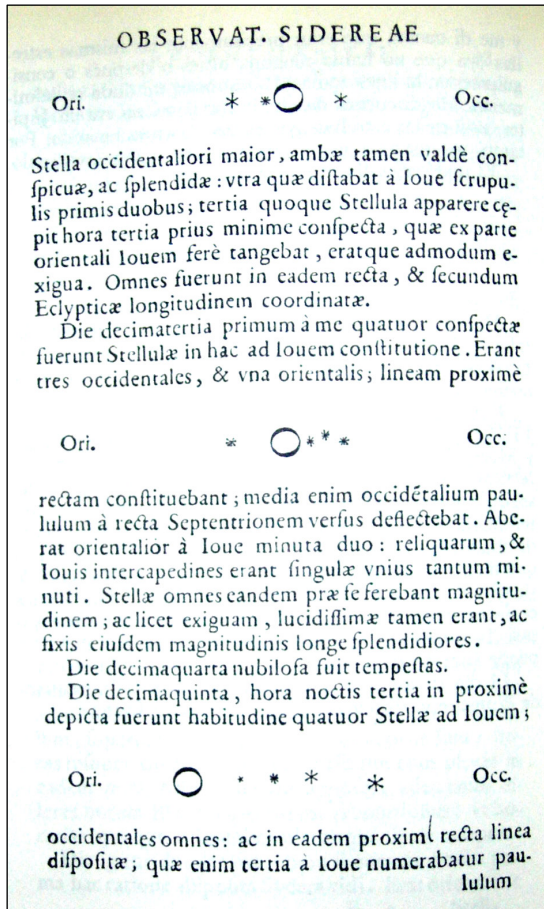 OBSERVAT. SIDEREAE
Ori. * *O * Occ.
Stella occidentaliori maior, ambæ tamen valdè con-
ſpicuæ, ac ſplendidæ: vtra quæ diſtabat à Ioue ſcrupu-
lis primis duobus; tertia quoque Stellula apparere cę-
pit hora tertia prius minime conſpecta, quæ ex parte
orientali Iouem ferè tangebat, eratque admodum e-
xigua. Omnes fuerunt in eadem recta, & ſecundum
Eclypticæ longitudinem coordinatæ.
Die decimatertia primum à me quatuor conſpectæ
fuerunt Stellulæ in hac ad Iouem conſtitutione. Erant
tres occidentales, & vna orientalis; lineam proximè
Ori. * O * * * Occ.
rectam conſtituebant; media enim occidétalium pau-
lulum à recta Septentrionem verſus deflectebat. Abe-
rat orientalior à Ioue minuta duo: reliquarum, &
Iouis intercapedines erant ſingulæ vnius tantum mi-
nuti. Stellæ omnes eandem præ ſe ferebant magnitu-
dinem; ac licet exiguam, lucidiſſimæ tamen erant, ac
fixis eiuſdem magnitudinis longe ſplendidiores.
Die decimaquarta nubiloſa fuit tempeſtas.
Die decimaquinta, hora noctis tertia in proximè
depicta fuerunt habitudine quatuor Stellæ ad Iouem;
Ori. O * * * * Occ.
occidentales omnes: ac in eadem proximi recta linea
diſpoſitæ; quæ enim tertia à Ioue numerabatur pau-
lulum